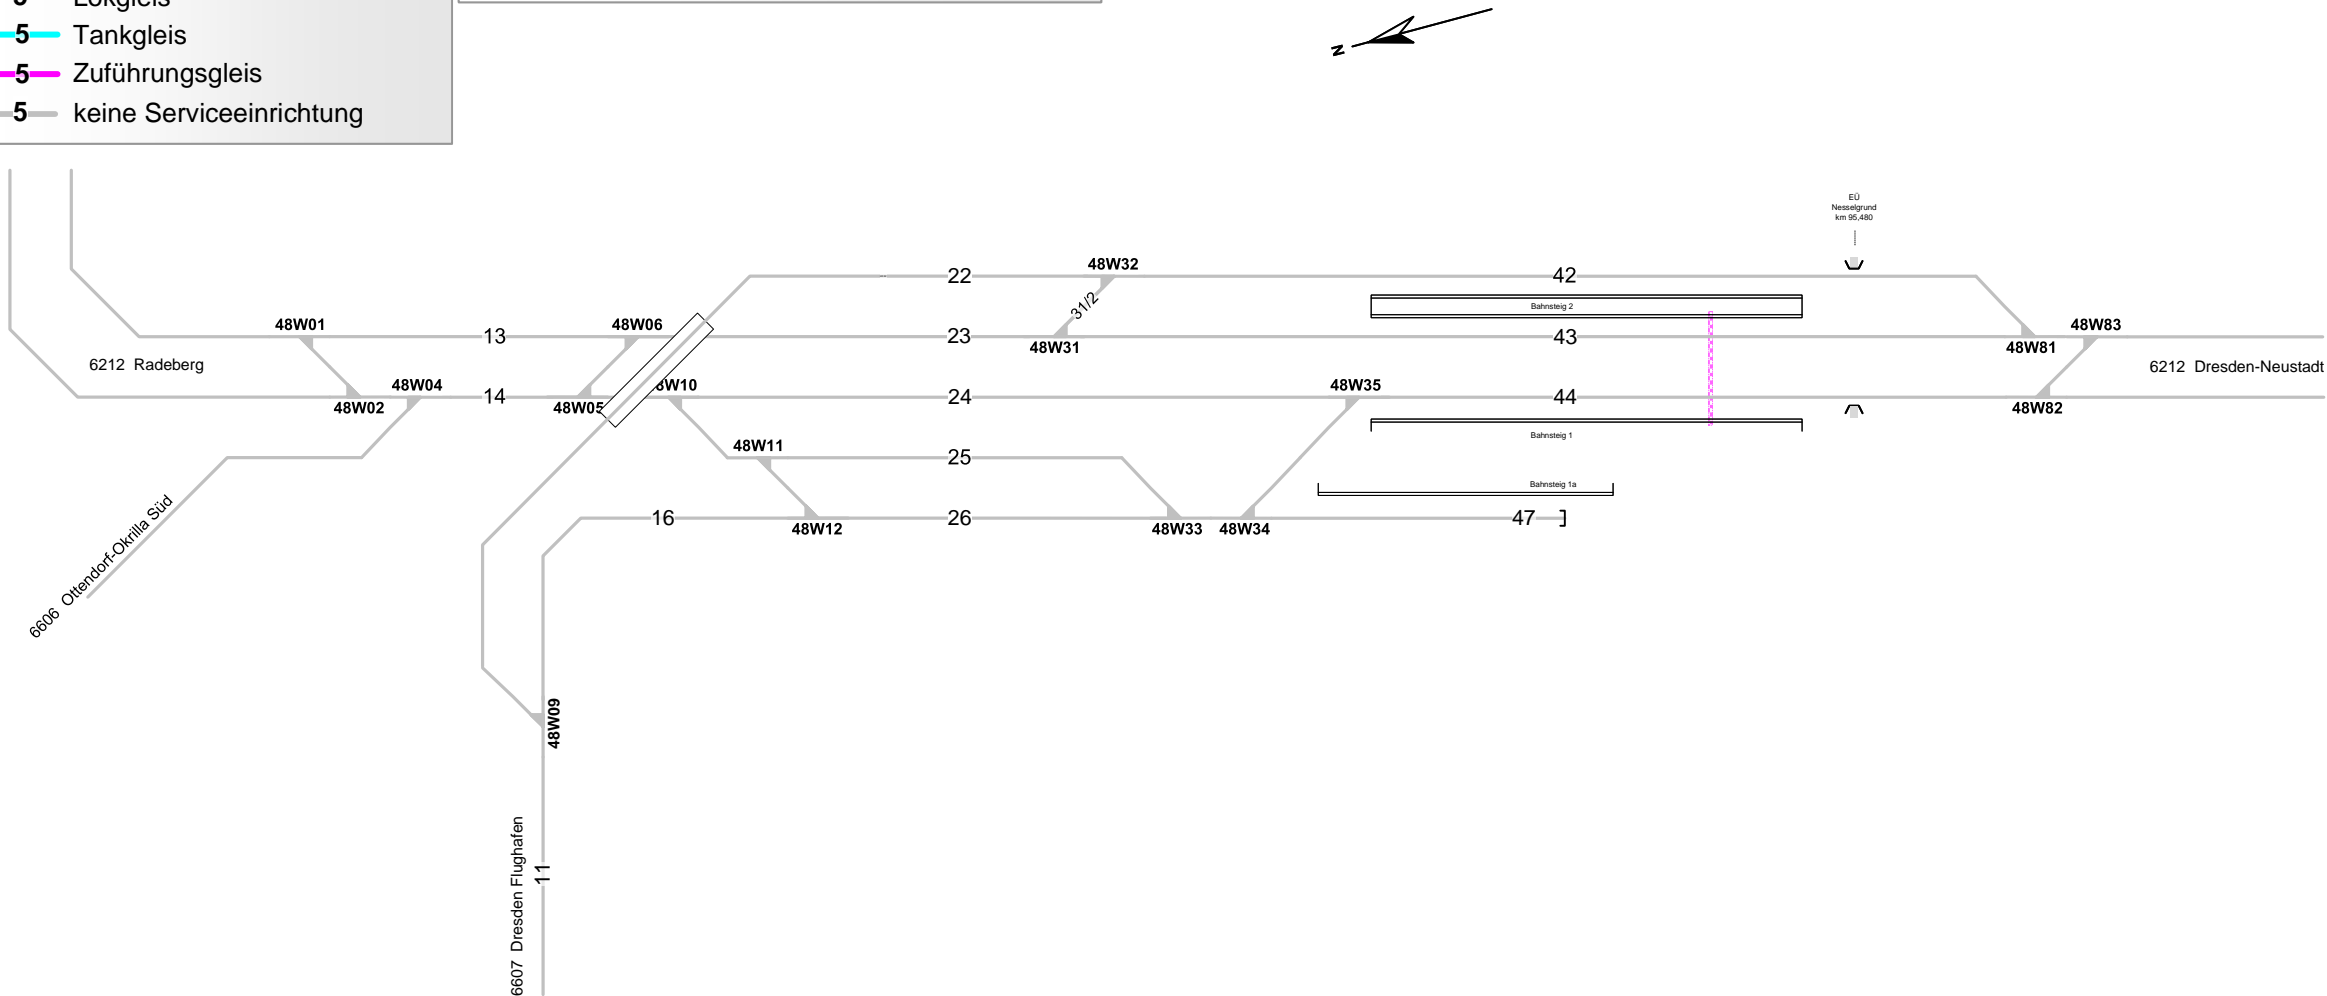 Lokgleis
5 Tankgleis
5 Zuführungsgleis
5 keine Serviceeinrichtung
N
EÜ
Nesselgrund
km 95,480
48W32
22
42
31/2
Bahnsteig 2
48W01
48W06
48W83
13
23
43
48W31
48W81
6212 Radeberg
6212 Dresden-Neustadt
48W04
8W10
48W35
14
24
44
48W02
48W05
48W82
Bahnsteig 1
48W11
25
Bahnsteig 1a
16
26
47
48W12
48W33
48W34
6606 Ottendorf-Okrilla Süd
48W09
11
6607 Dresden Flughafen